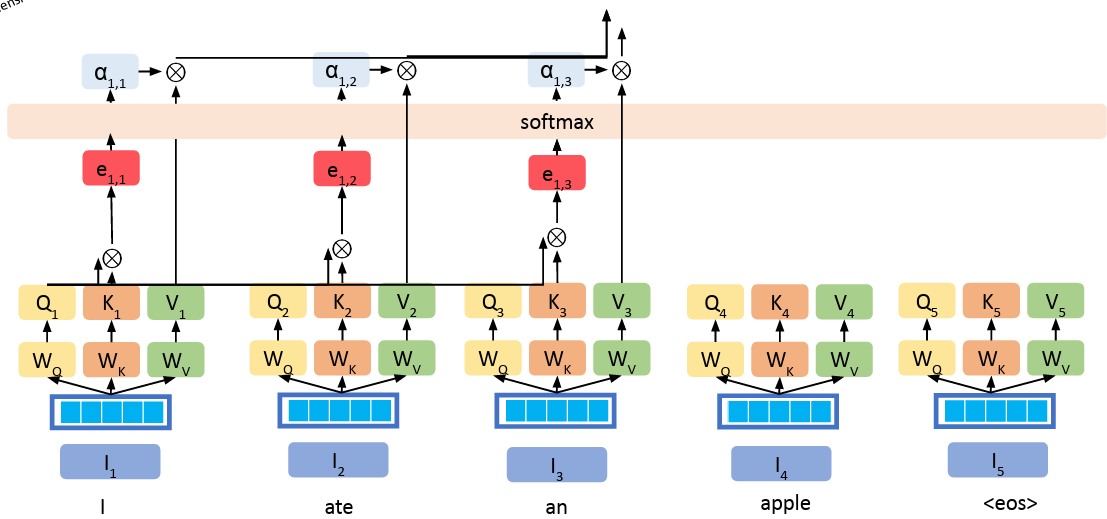 α1,1 α1,2 α1,3
softmax
e1,1 e1,2 e1,3
Q1 K1 V1 Q2 K2 V2 Q3 K3 V3 Q4 K4 V4 Q5 K5 V5
WQ WK WV WQ WK WV WQ WK WV WQ WK WV WQ WK WV
I1 I2 I3 I4 I5
I ate an apple <eos>